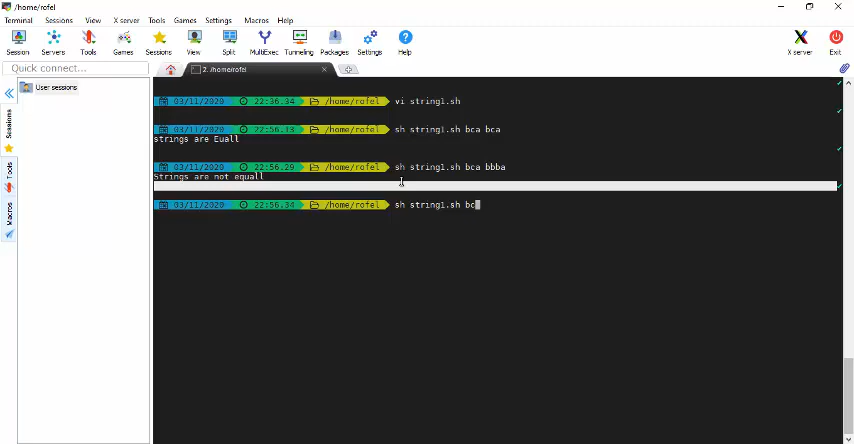 /home/rofel
Terminal Sessions View X server Tools Games Settings Macros Help
Session Servers Tools Games Sessions View Split MultiExec Tunneling Packages Settings Help X server Exit
Quick connect...
2. /home/rofel
User sessions
Sessions
Tools
Macros
03/11/2020 22:36.34 /home/rofel vi string1.sh
03/11/2020 22:56.13 /home/rofel sh string1.sh bca bca
strings are Euall
03/11/2020 22:56.29 /home/rofel sh string1.sh bca bbba
Strings are not equall
03/11/2020 22:56.34 /home/rofel sh string1.sh bc